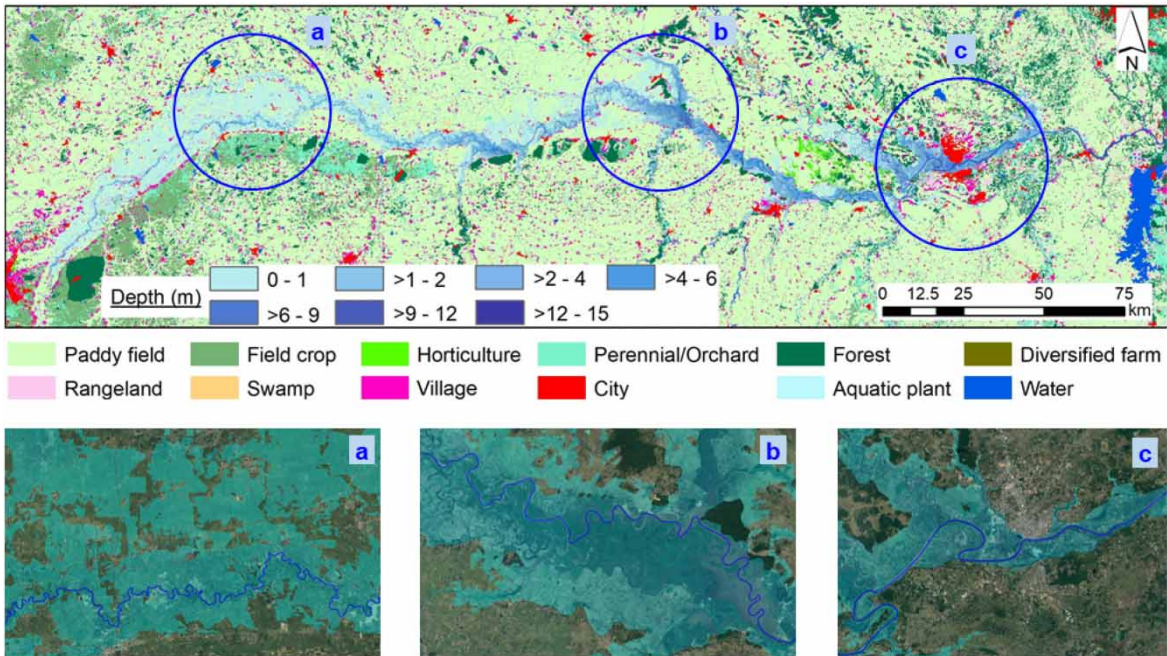 a
b
c
N
Depth (m)
0 - 1
>1 - 2
>2 - 4
>4 - 6
>6 - 9
>9 - 12
>12 - 15
0 12.5 25 50 75
km
Paddy field Field crop Horticulture Perennial/Orchard Forest Diversified farm
Rangeland Swamp Village City Aquatic plant Water
a
b
c